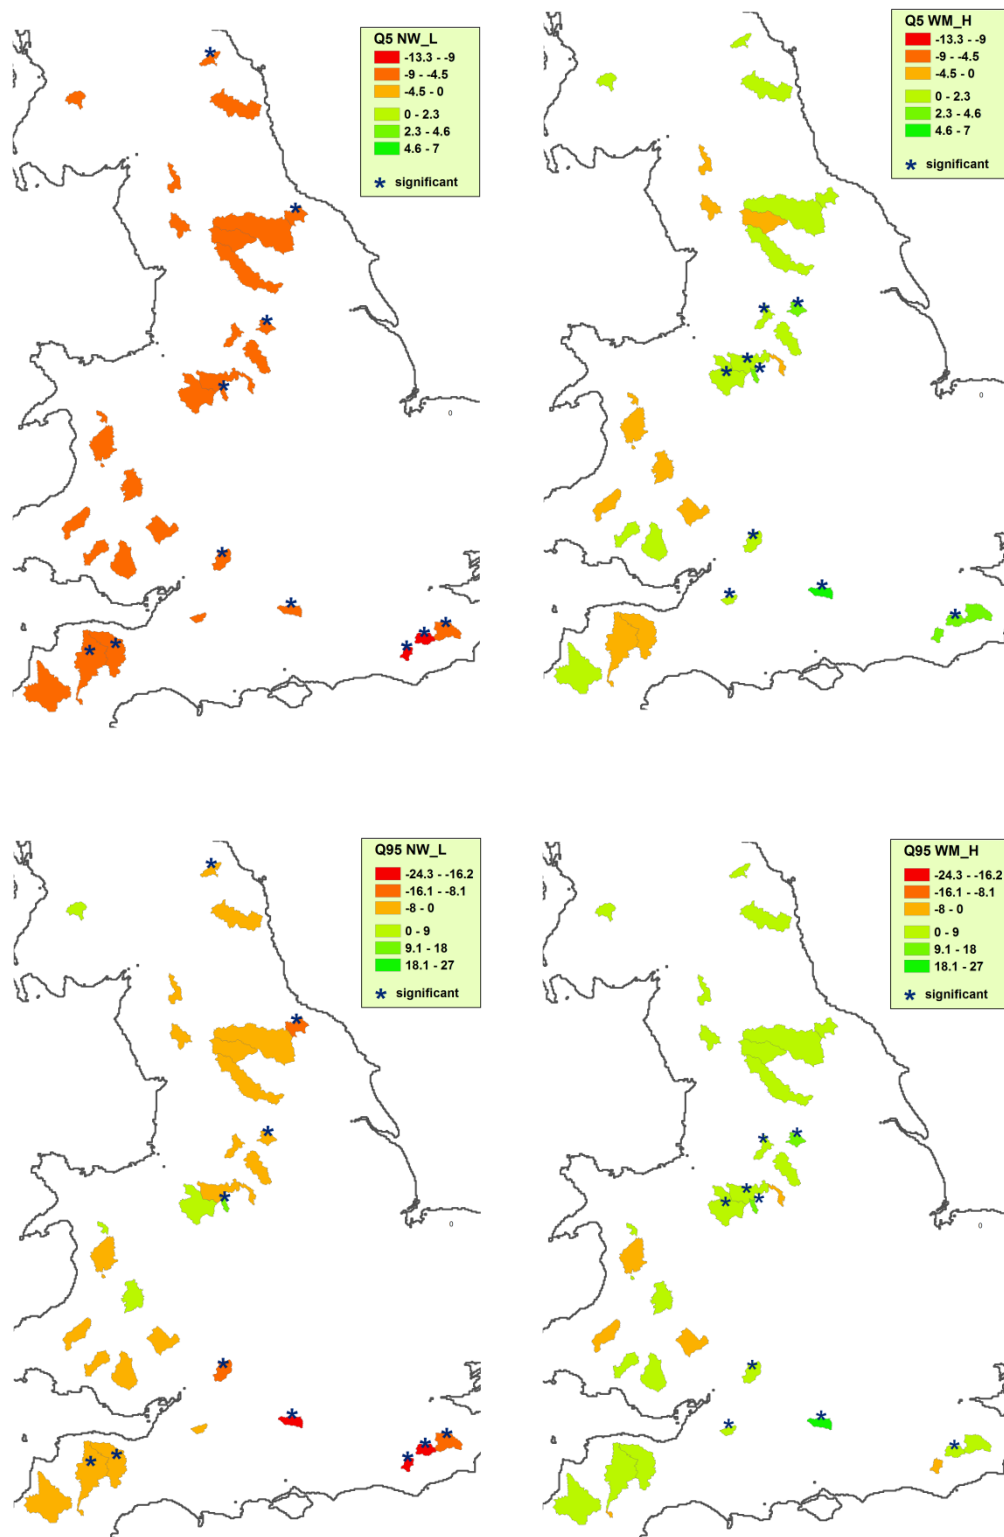 Q5 NW_L
-13.3 - -9
-9 - -4.5
-4.5 - 0
0 - 2.3
2.3 - 4.6
4.6 - 7
* significant
Q5 WM_H
-13.3 - -9
-9 - -4.5
-4.5 - 0
0 - 2.3
2.3 - 4.6
4.6 - 7
* significant
Q95 NW_L
-24.3 - -16.2
-16.1 - -8.1
-8 - 0
0 - 9
9.1 - 18
18.1 - 27
* significant
Q95 WM_H
-24.3 - -16.2
-16.1 - -8.1
-8 - 0
0 - 9
9.1 - 18
18.1 - 27
* significant